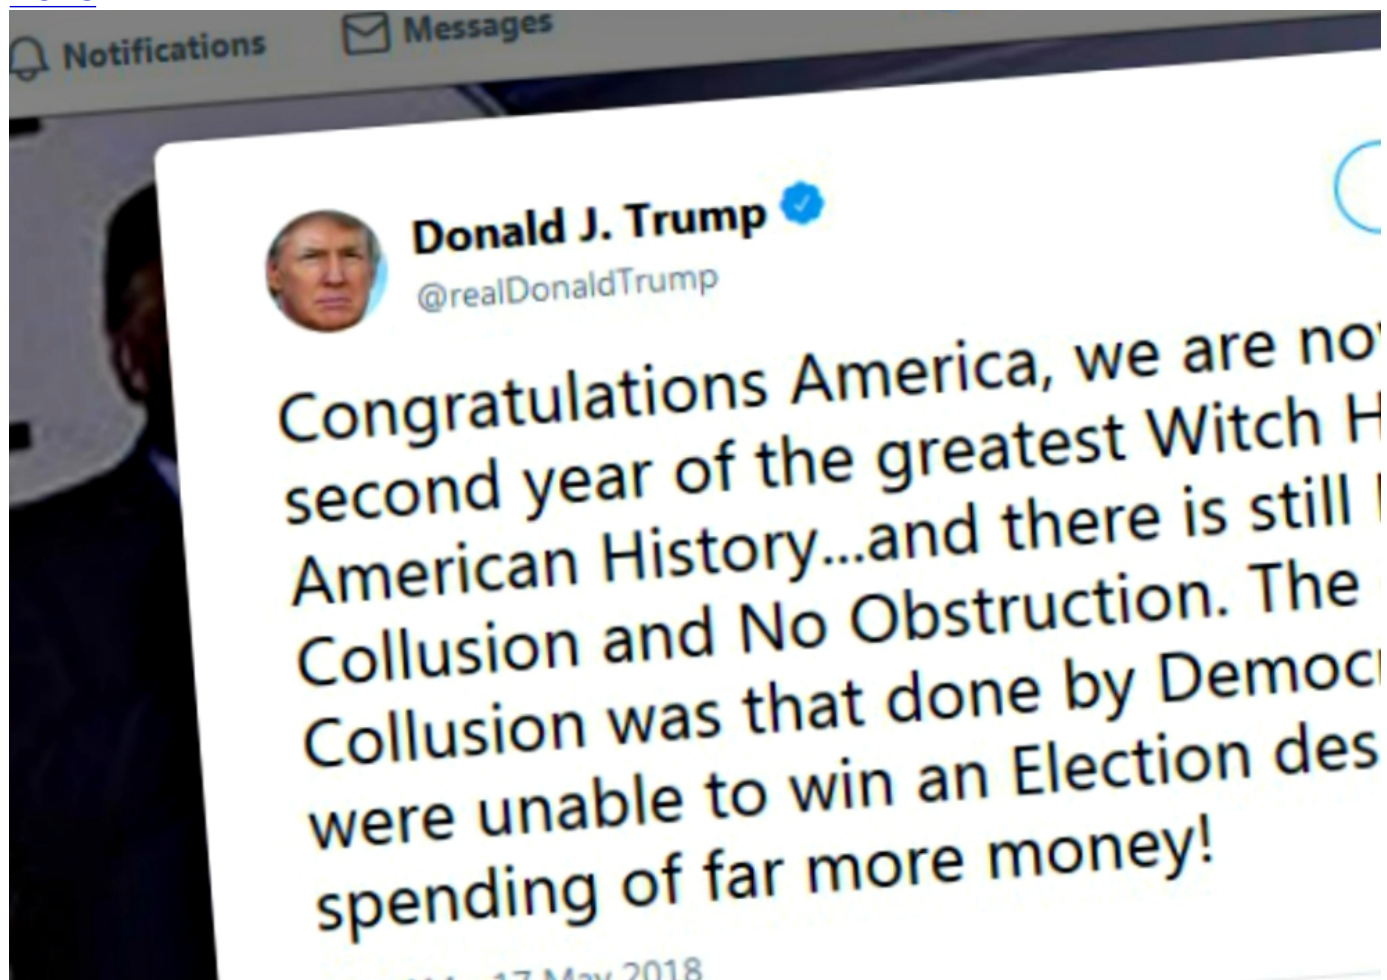 Notifications Messages
Donald J. Trump
@realDonaldTrump
Congratulations America, we are
second year of the greatest Witch
American History...and there is still
Collusion and No Obstruction. The
Collusion was that done by
were unable to win an Election
spending of far more money!
17 May 2018